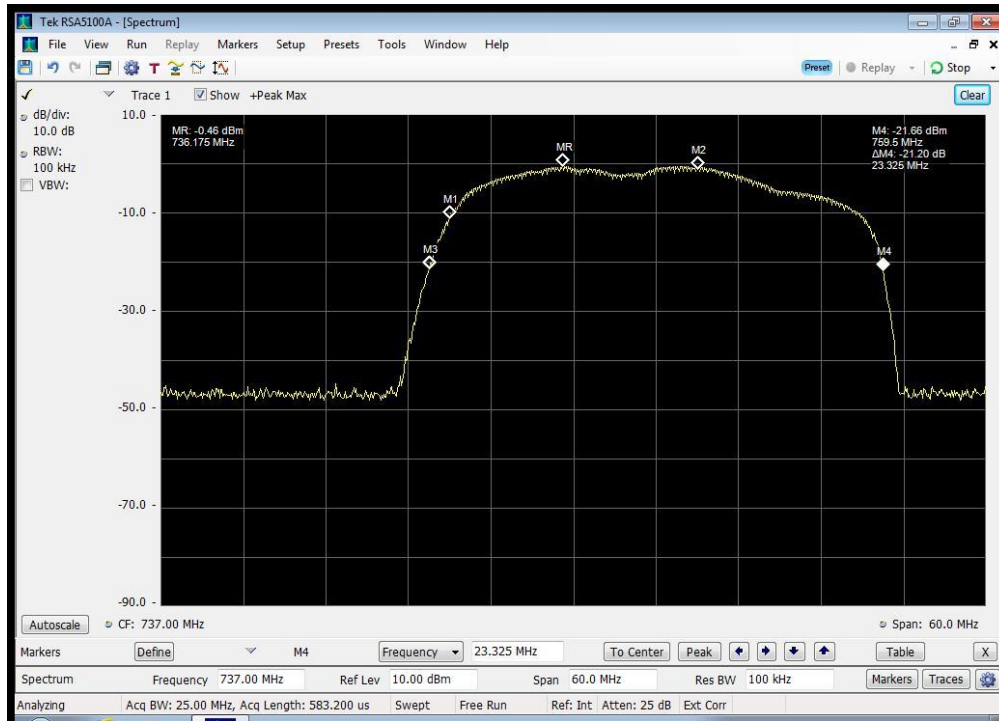 Tek RSA5100A - [Spectrum]
File View Run Replay Markers Setup Presets Tools Window Help
Preset Replay Stop
Trace 1 Show +Peak Max Clear
dB/div:
10.0 dB
RBW:
100 kHz
VBW:
10.0 -
MR: -0.46 dBm
736.175 MHz
M4: -21.66 dBm
759.5 MHz
ΔM4: -21.20 dB
23.325 MHz
MR
M2
M1
-10.0 -
M3
M4
-30.0 -
-50.0 -
-70.0 -
-90.0 -
Autoscale CF: 737.00 MHz Span: 60.0 MHz
Markers Define M4 Frequency 23.325 MHz To Center Peak Table X
Spectrum Frequency 737.00 MHz Ref Lev 10.00 dBm Span 60.0 MHz Res BW 100 kHz Markers Traces
Analyzing Acq BW: 25.00 MHz, Acq Length: 583.200 us Swept Free Run Ref: Int Atten: 25 dB Ext Corr